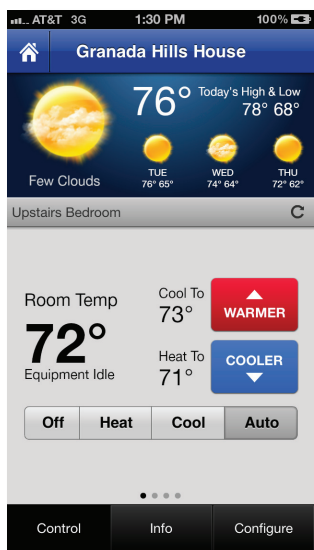 AT&T 3G 1:30 PM 100%
Granada Hills House
76° Today's High & Low
78° 68°
Few Clouds
TUE WED THU
76° 65° 74° 64° 72° 62°
Upstairs Bedroom
Room Temp
72°
Equipment Idle
Cool To
73°
WARMER
Heat To
71°
COOLER
Off Heat Cool Auto
Control Info Configure